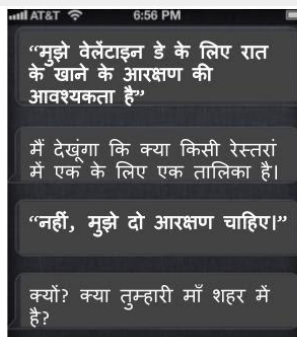 AT&T 6:56 PM
“मुझे वेलेंटाइन डे के लिए रात
के खाने के आरक्षण की
आवश्यकता है”
मैं देखूंगा कि क्या किसी रेस्तरां
में एक के लिए एक तालिका है।
“नहीं, मुझे दो आरक्षण चाहिए।”
क्यों? क्या तुम्हारी माँ शहर में
है?